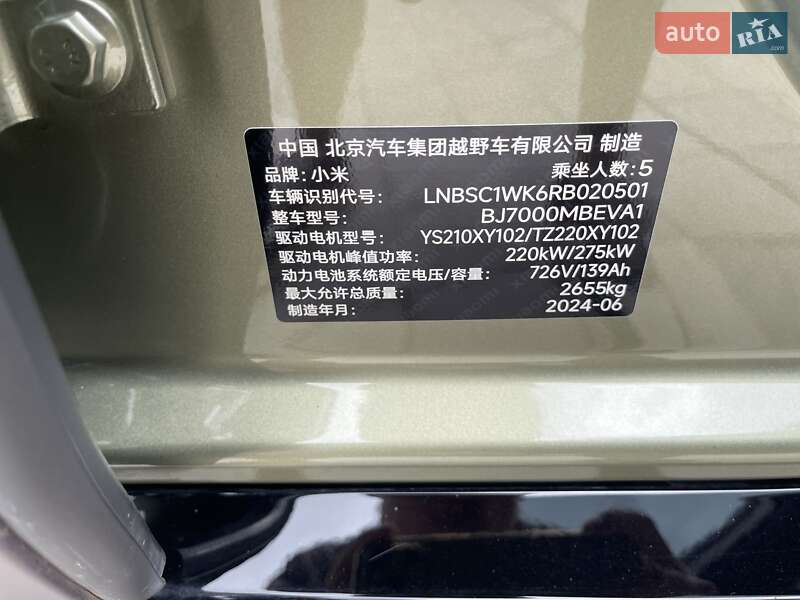 auto RIA .com
中国 北京汽车集团越野车有限公司 制造
品牌: 小米 乘坐人数: 5
车辆识别代号: LNBSC1WK6RB020501
整车型号: BJ7000MBEVA1
驱动电机型号: YS210XY102/TZ220XY102
驱动电机峰值功率: 220kW/275kW
动力电池系统额定电压/容量: 726V/139Ah
最大允许总质量: 2655kg
制造年月: 2024-06